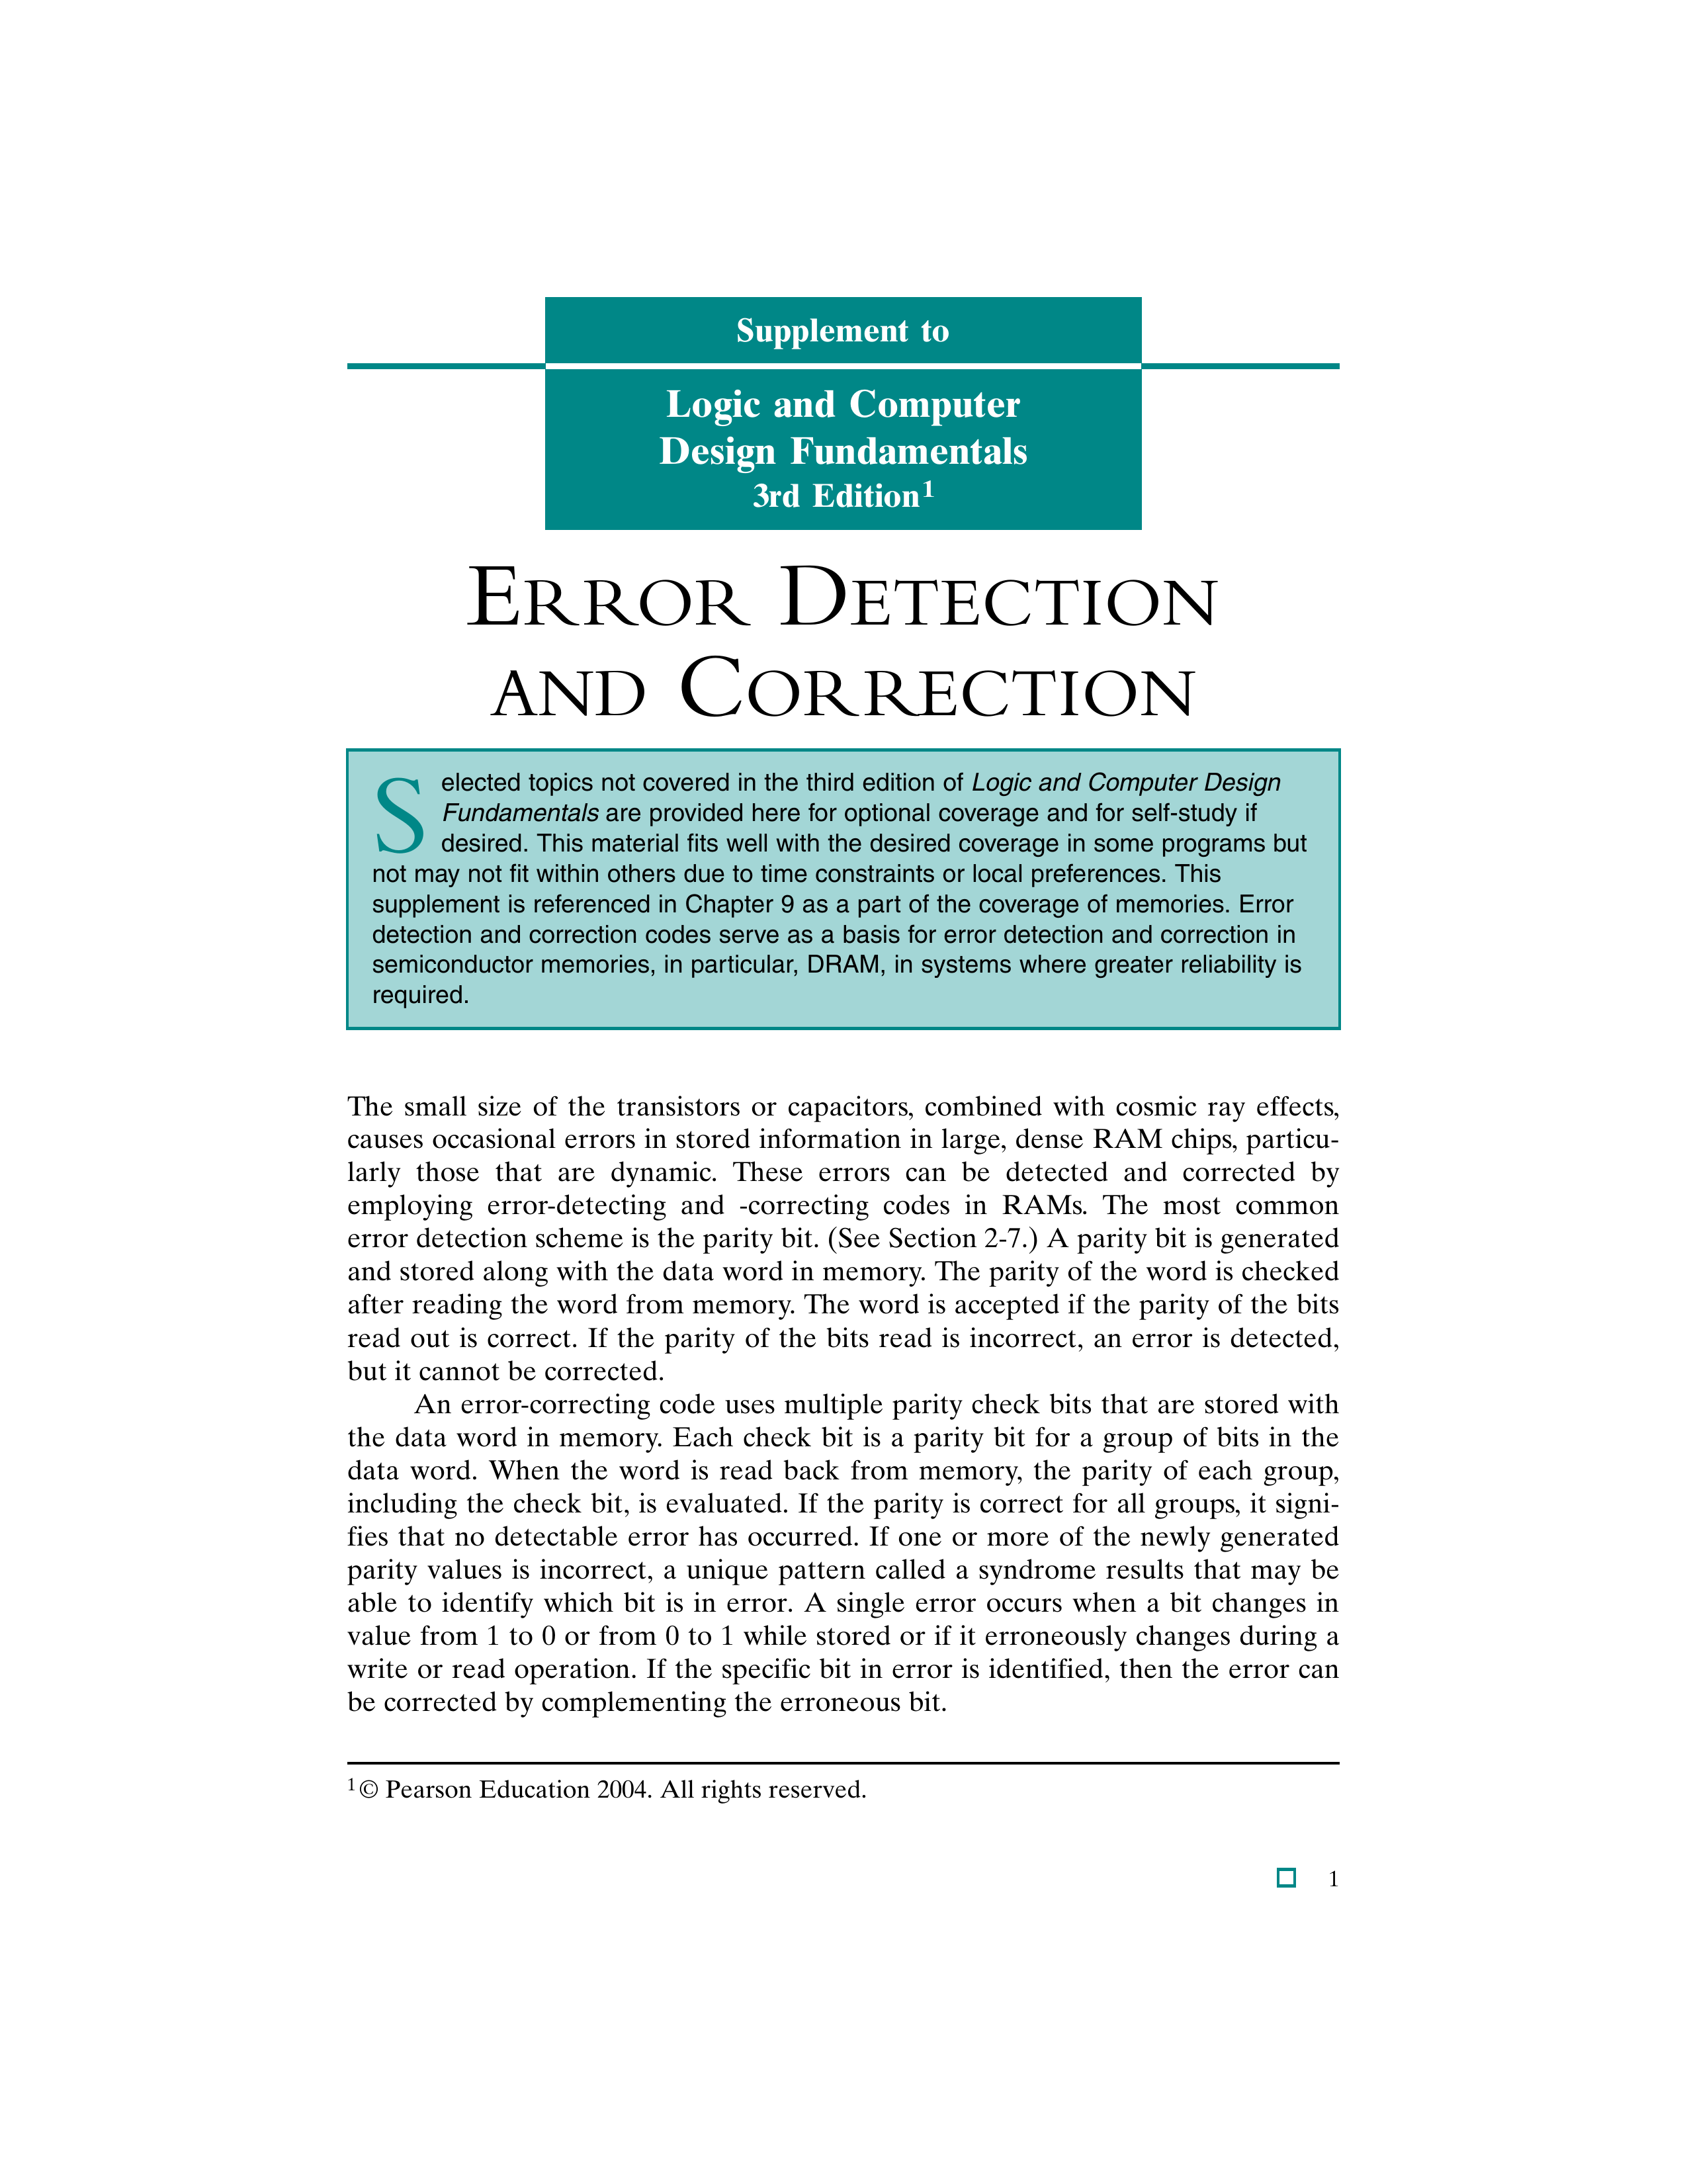 Supplement to
Logic and Computer
Design Fundamentals
3rd Edition1
ERROR DETECTION
AND CORRECTION
Selected topics not covered in the third edition of Logic and Computer Design
Fundamentals are provided here for optional coverage and for self-study if
desired. This material fits well with the desired coverage in some programs but
not may not fit within others due to time constraints or local preferences. This
supplement is referenced in Chapter 9 as a part of the coverage of memories. Error
detection and correction codes serve as a basis for error detection and correction in
semiconductor memories, in particular, DRAM, in systems where greater reliability is
required.
The small size of the transistors or capacitors, combined with cosmic ray effects,
causes occasional errors in stored information in large, dense RAM chips, particu-
larly those that are dynamic. These errors can be detected and corrected by
employing error-detecting and -correcting codes in RAMs. The most common
error detection scheme is the parity bit. (See Section 2-7.) A parity bit is generated
and stored along with the data word in memory. The parity of the word is checked
after reading the word from memory. The word is accepted if the parity of the bits
read out is correct. If the parity of the bits read is incorrect, an error is detected,
but it cannot be corrected.
An error-correcting code uses multiple parity check bits that are stored with
the data word in memory. Each check bit is a parity bit for a group of bits in the
data word. When the word is read back from memory, the parity of each group,
including the check bit, is evaluated. If the parity is correct for all groups, it signi-
fies that no detectable error has occurred. If one or more of the newly generated
parity values is incorrect, a unique pattern called a syndrome results that may be
able to identify which bit is in error. A single error occurs when a bit changes in
value from 1 to 0 or from 0 to 1 while stored or if it erroneously changes during a
write or read operation. If the specific bit in error is identified, then the error can
be corrected by complementing the erroneous bit.
1 © Pearson Education 2004. All rights reserved.
1